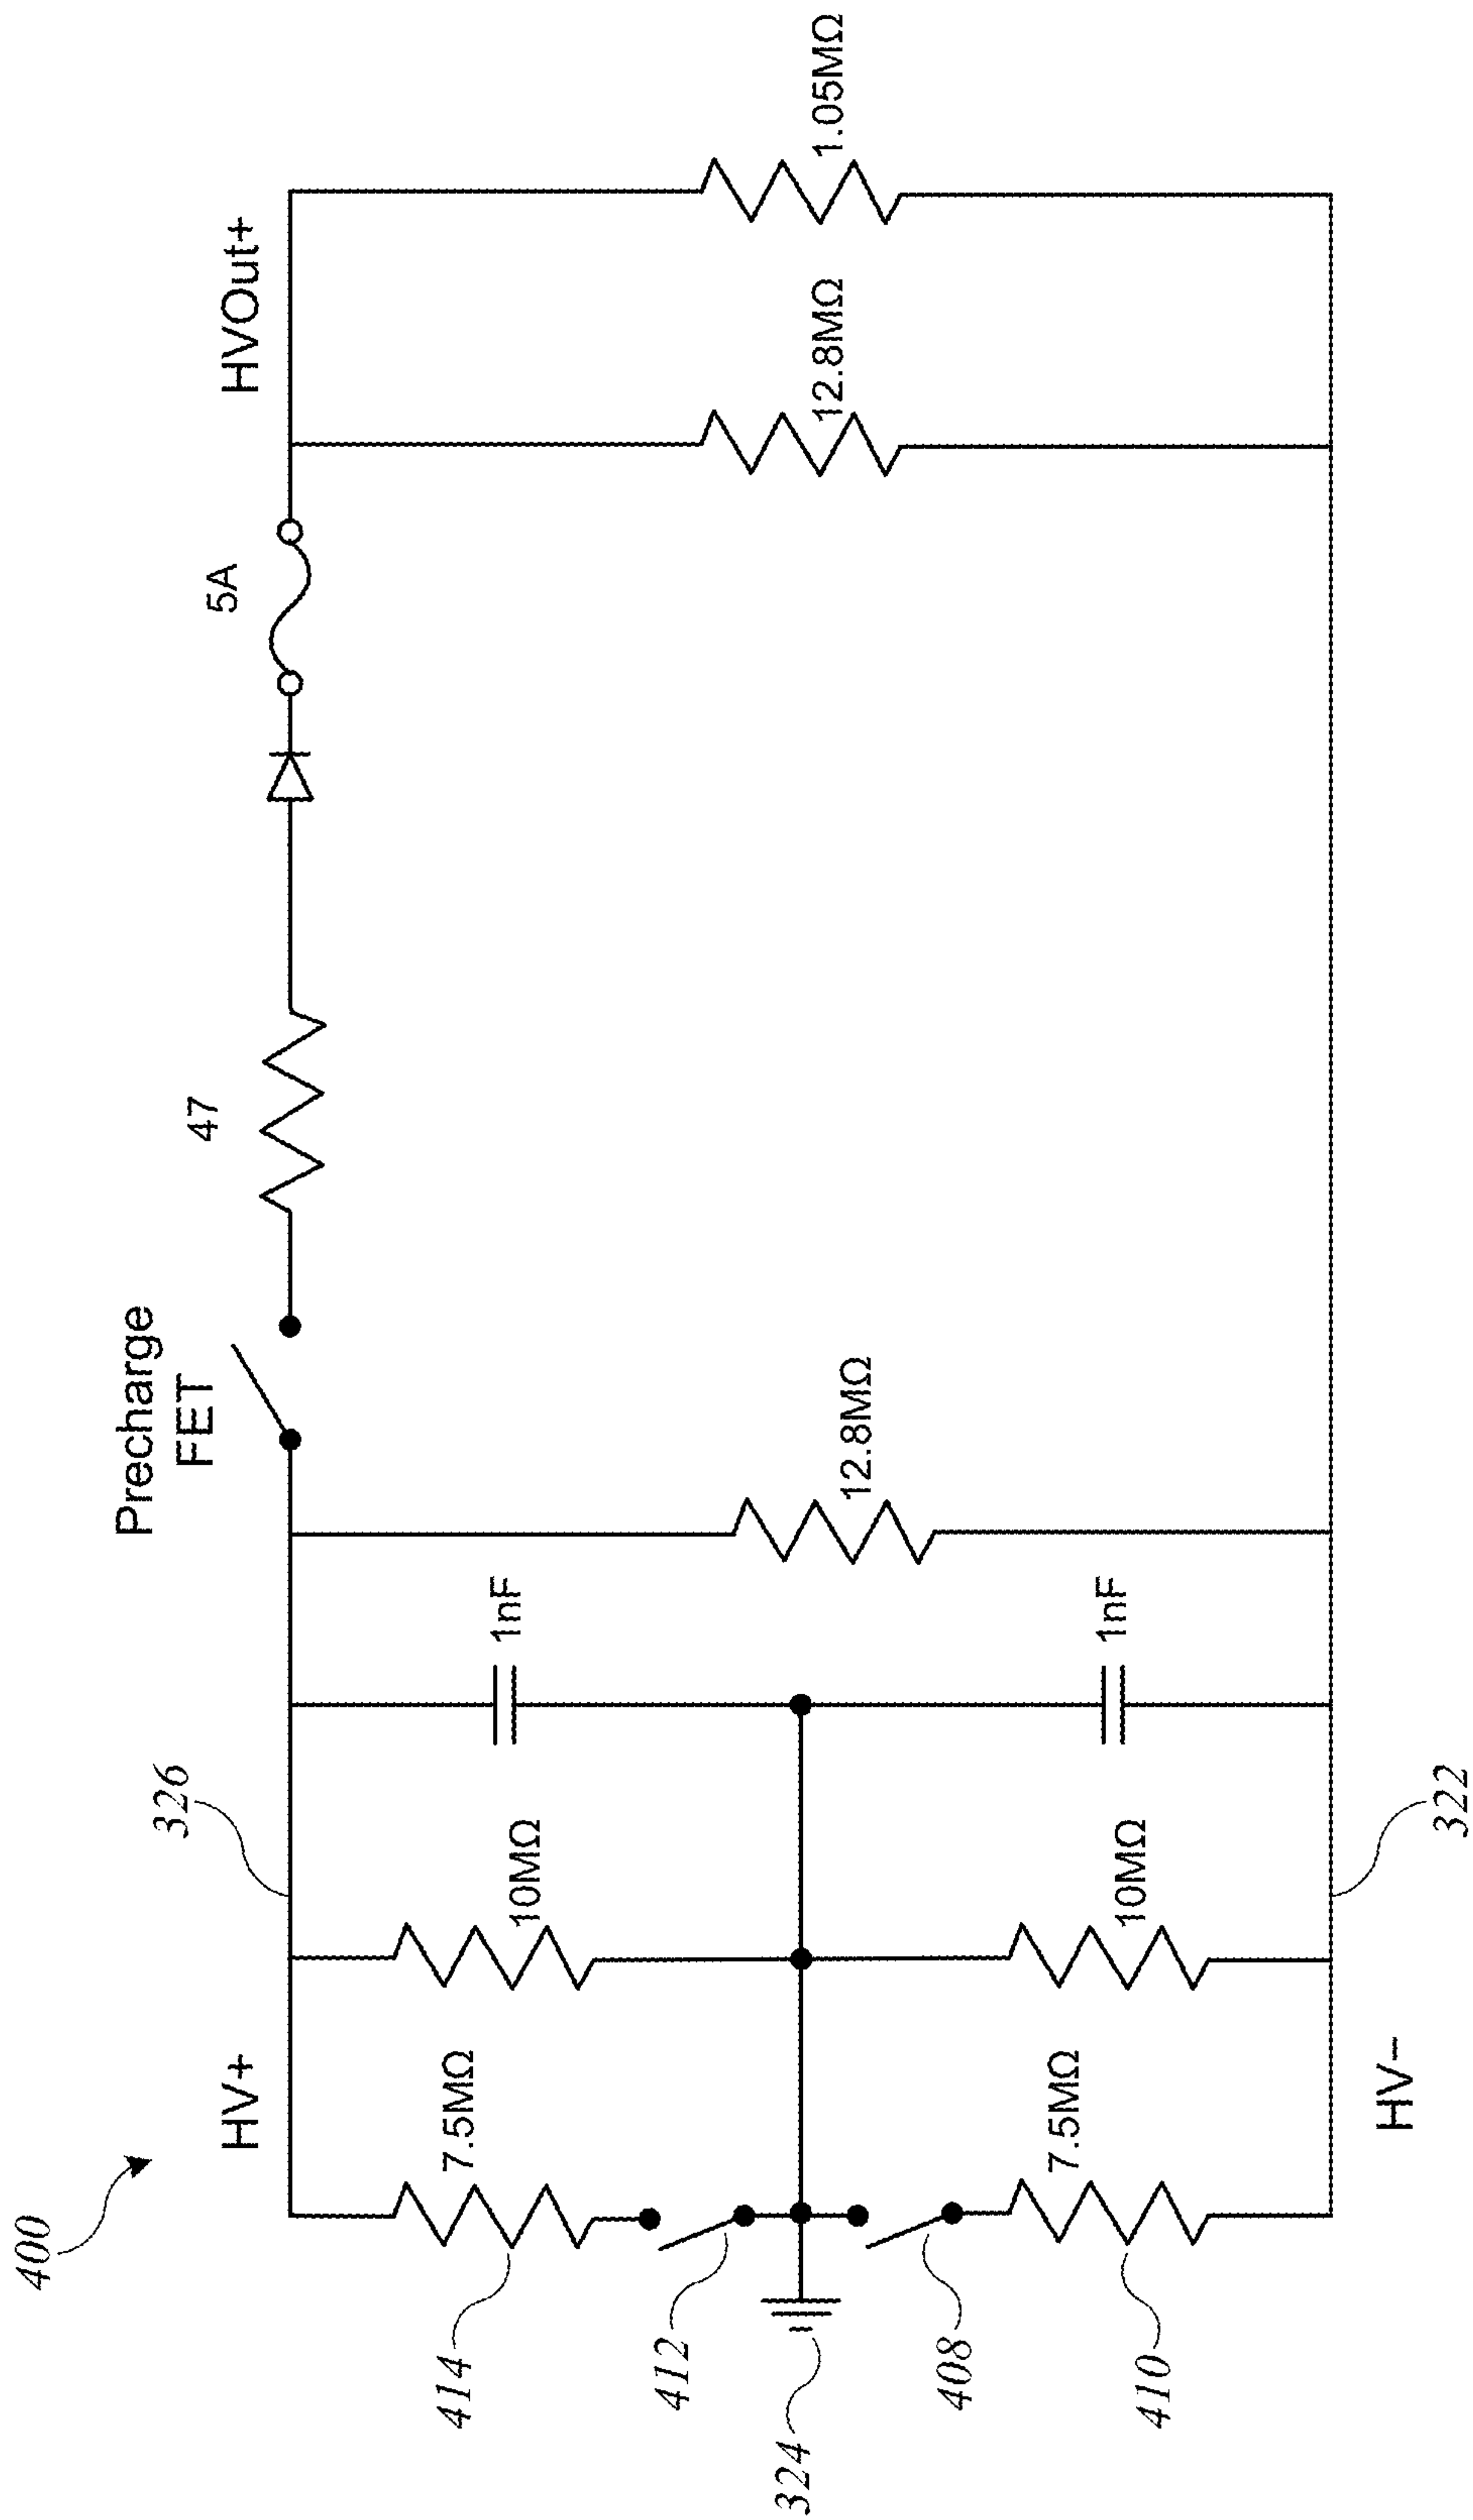 400
Precharge
FET
47
5A
HV+
326
HVOut+
414
7.5MΩ
10MΩ
1nF
412
324
12.8MΩ
12.8MΩ
1.05MΩ
408
410
7.5MΩ
10MΩ
1nF
HV−
322